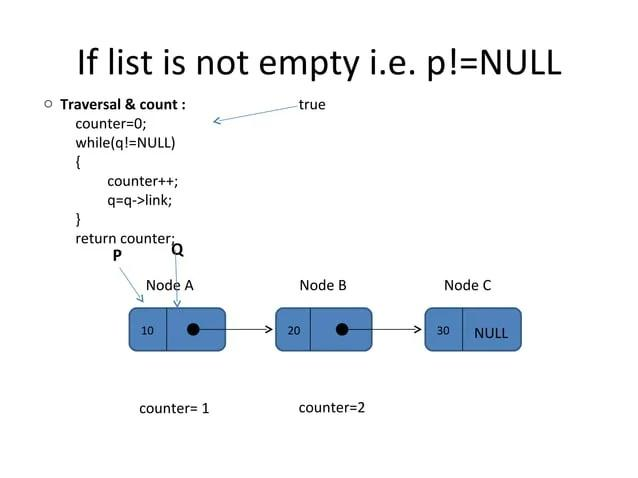 If list is not empty i.e. p!=NULL
○ Traversal & count :
true
counter=0;
while(q!=NULL)
{
counter++;
q=q->link;
}
return counter;
P
Q
Node A
Node B
Node C
10
20
30
NULL
counter= 1
counter=2